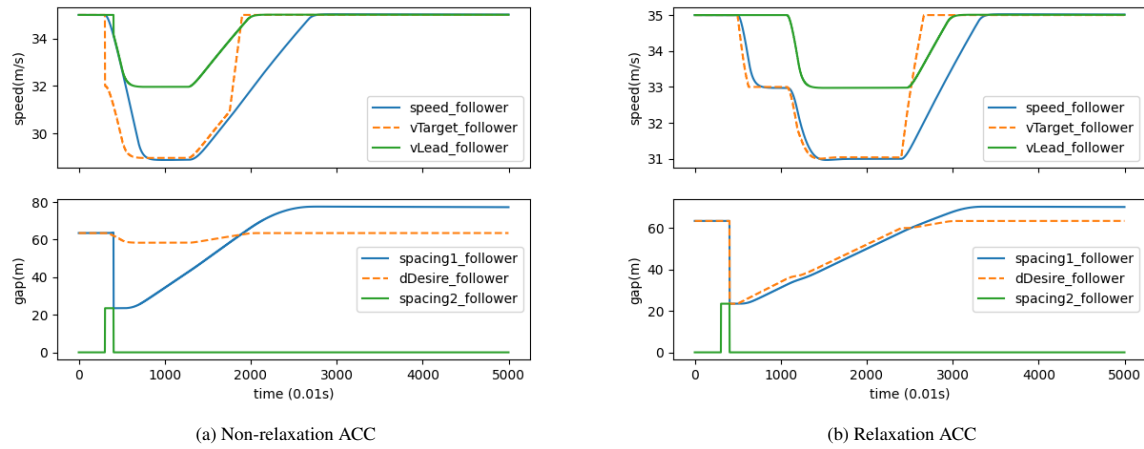 speed(m/s)
34
32
30
speed_follower
vTarget_follower
vLead_follower
gap(m)
80
60
40
20
0
spacing1_follower
dDesire_follower
spacing2_follower
0 1000 2000 3000 4000 5000
time (0.01s)
(a) Non-relaxation ACC
speed(m/s)
35
34
33
32
31
speed_follower
vTarget_follower
vLead_follower
gap(m)
60
40
20
0
spacing1_follower
dDesire_follower
spacing2_follower
0 1000 2000 3000 4000 5000
time (0.01s)
(b) Relaxation ACC